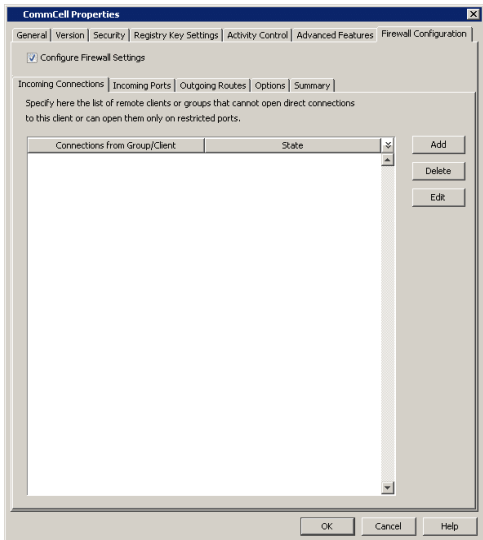 CommCell Properties
General Version Security Registry Key Settings Activity Control Advanced Features Firewall Configuration
Configure Firewall Settings
Incoming Connections Incoming Ports Outgoing Routes Options Summary
Specify here the list of remote clients or groups that cannot open direct connections
to this client or can open them only on restricted ports.
Connections from Group/Client State
Add
Delete
Edit
OK Cancel Help